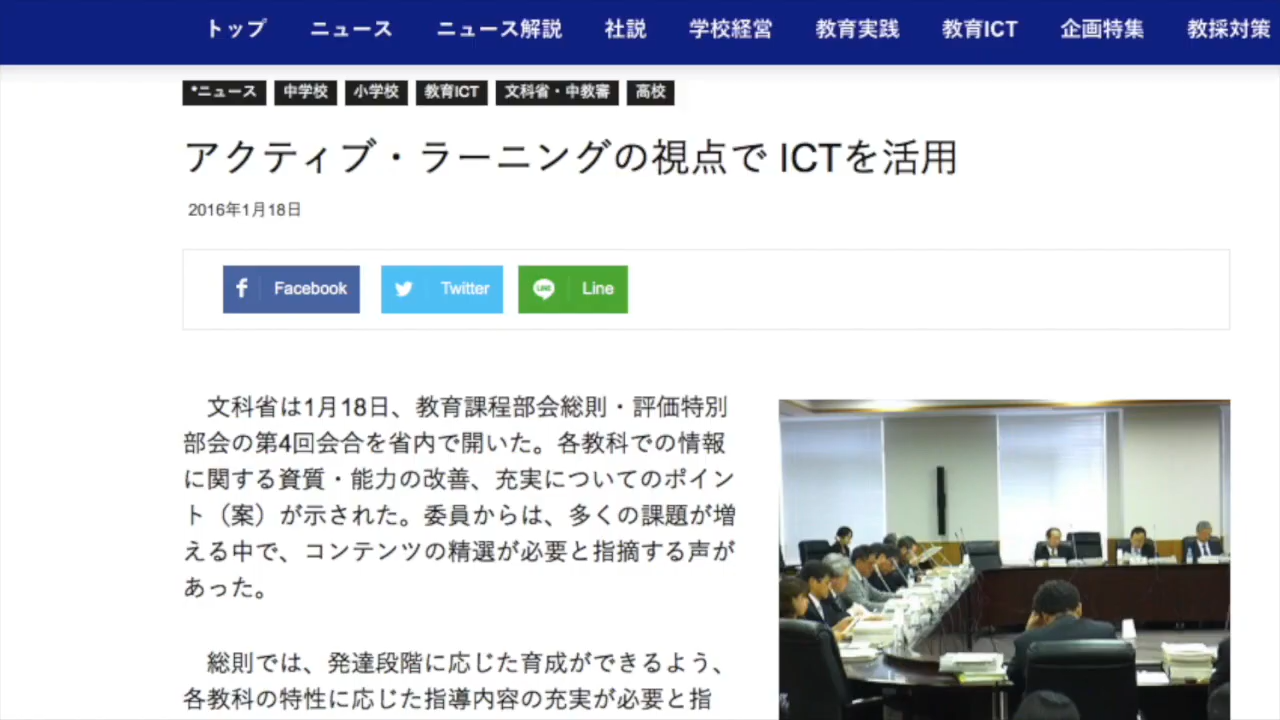 トップ ニュース ニュース解説 社説 学校経営 教育実践 教育ICT 企画特集 教採対策
*ニュース 中学校 小学校 教育ICT 文科省・中教審 高校
アクティブ・ラーニングの視点で ICTを活用
2016年1月18日
Facebook Twitter LINE Line
文科省は1月18日、教育課程部会総則・評価特別
部会の第4回会合を省内で開いた。各教科での情報
に関する資質・能力の改善、充実についてのポイン
ト（案）が示された。委員からは、多くの課題が増
える中で、コンテンツの精選が必要と指摘する声が
あった。
総則では、発達段階に応じた育成ができるよう、
各教科の特性に応じた指導内容の充実が必要と指